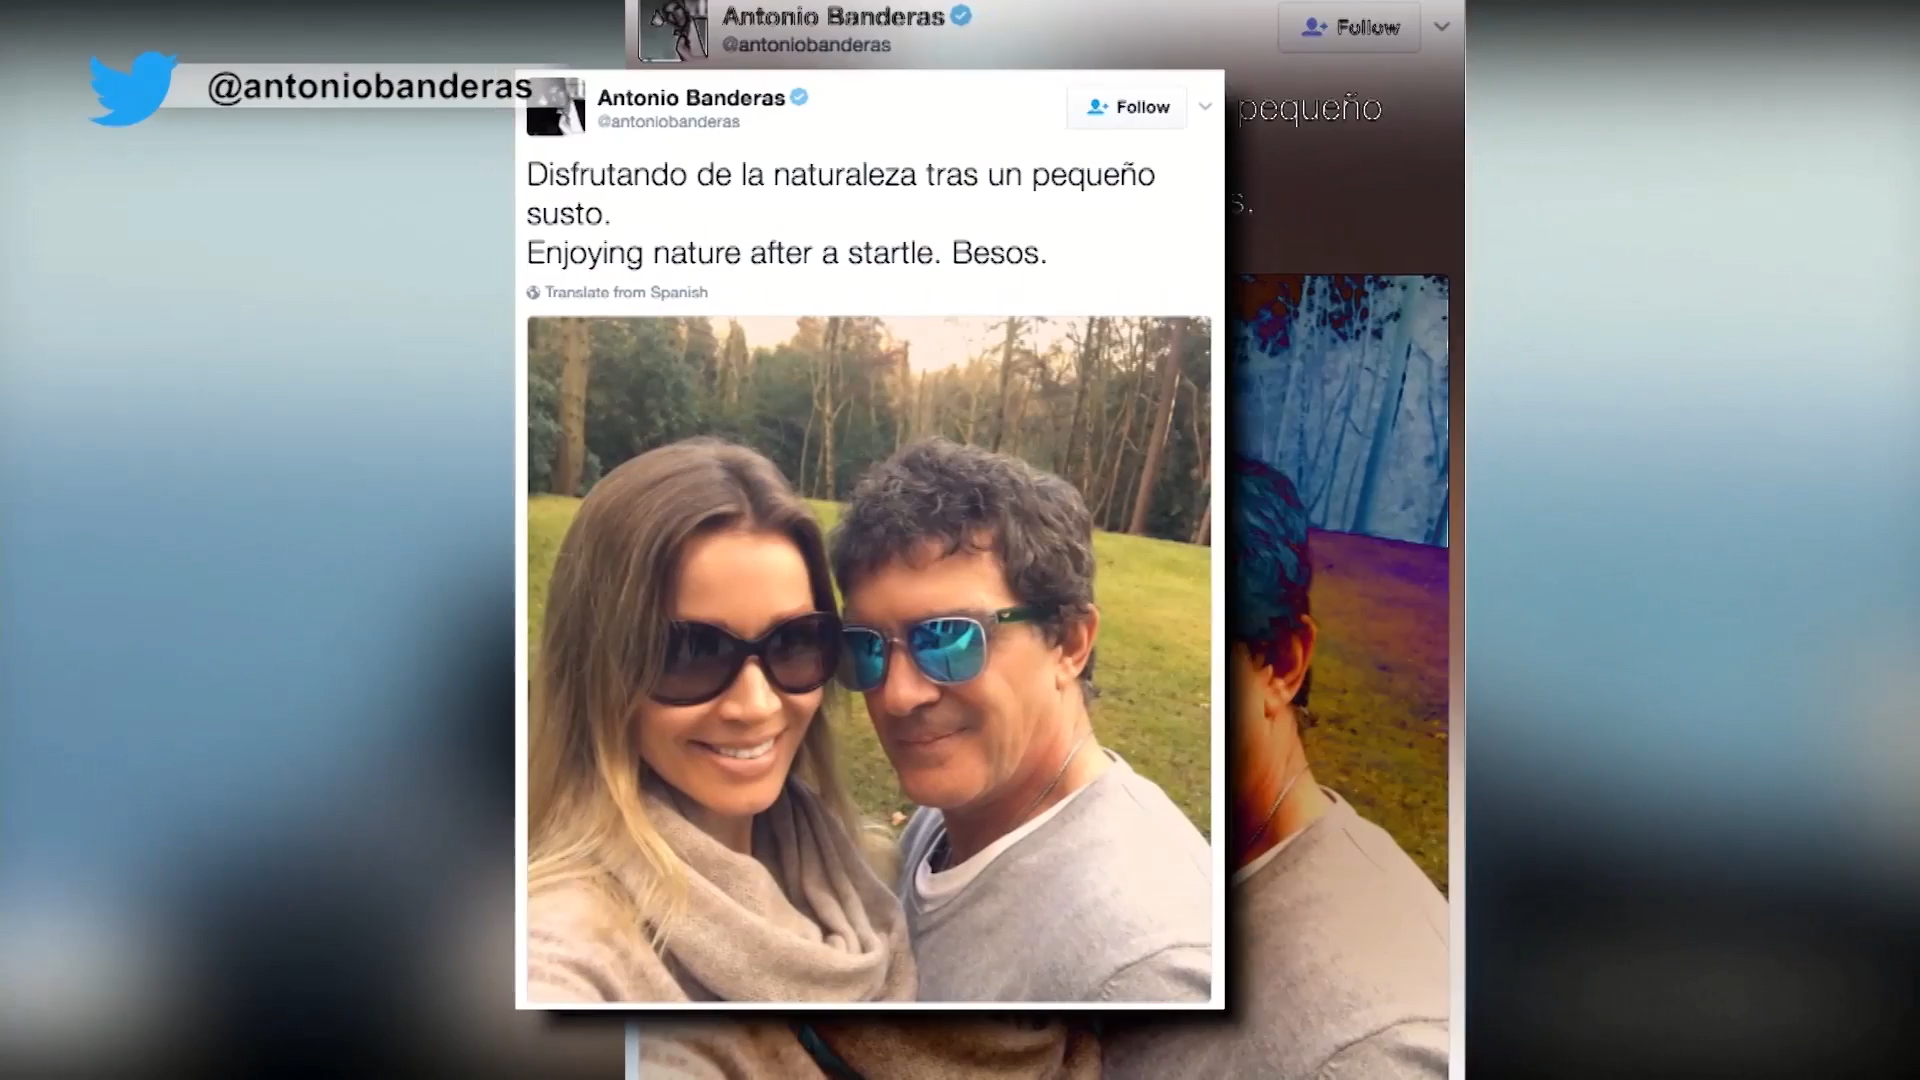 Antonio Banderas
@antoniobanderas
Follow
@antoniobanderas
Antonio Banderas
@antoniobanderas
Follow
Disfrutando de la naturaleza tras un pequeño
susto.
Enjoying nature after a startle. Besos.
Translate from Spanish
pequeño
s.